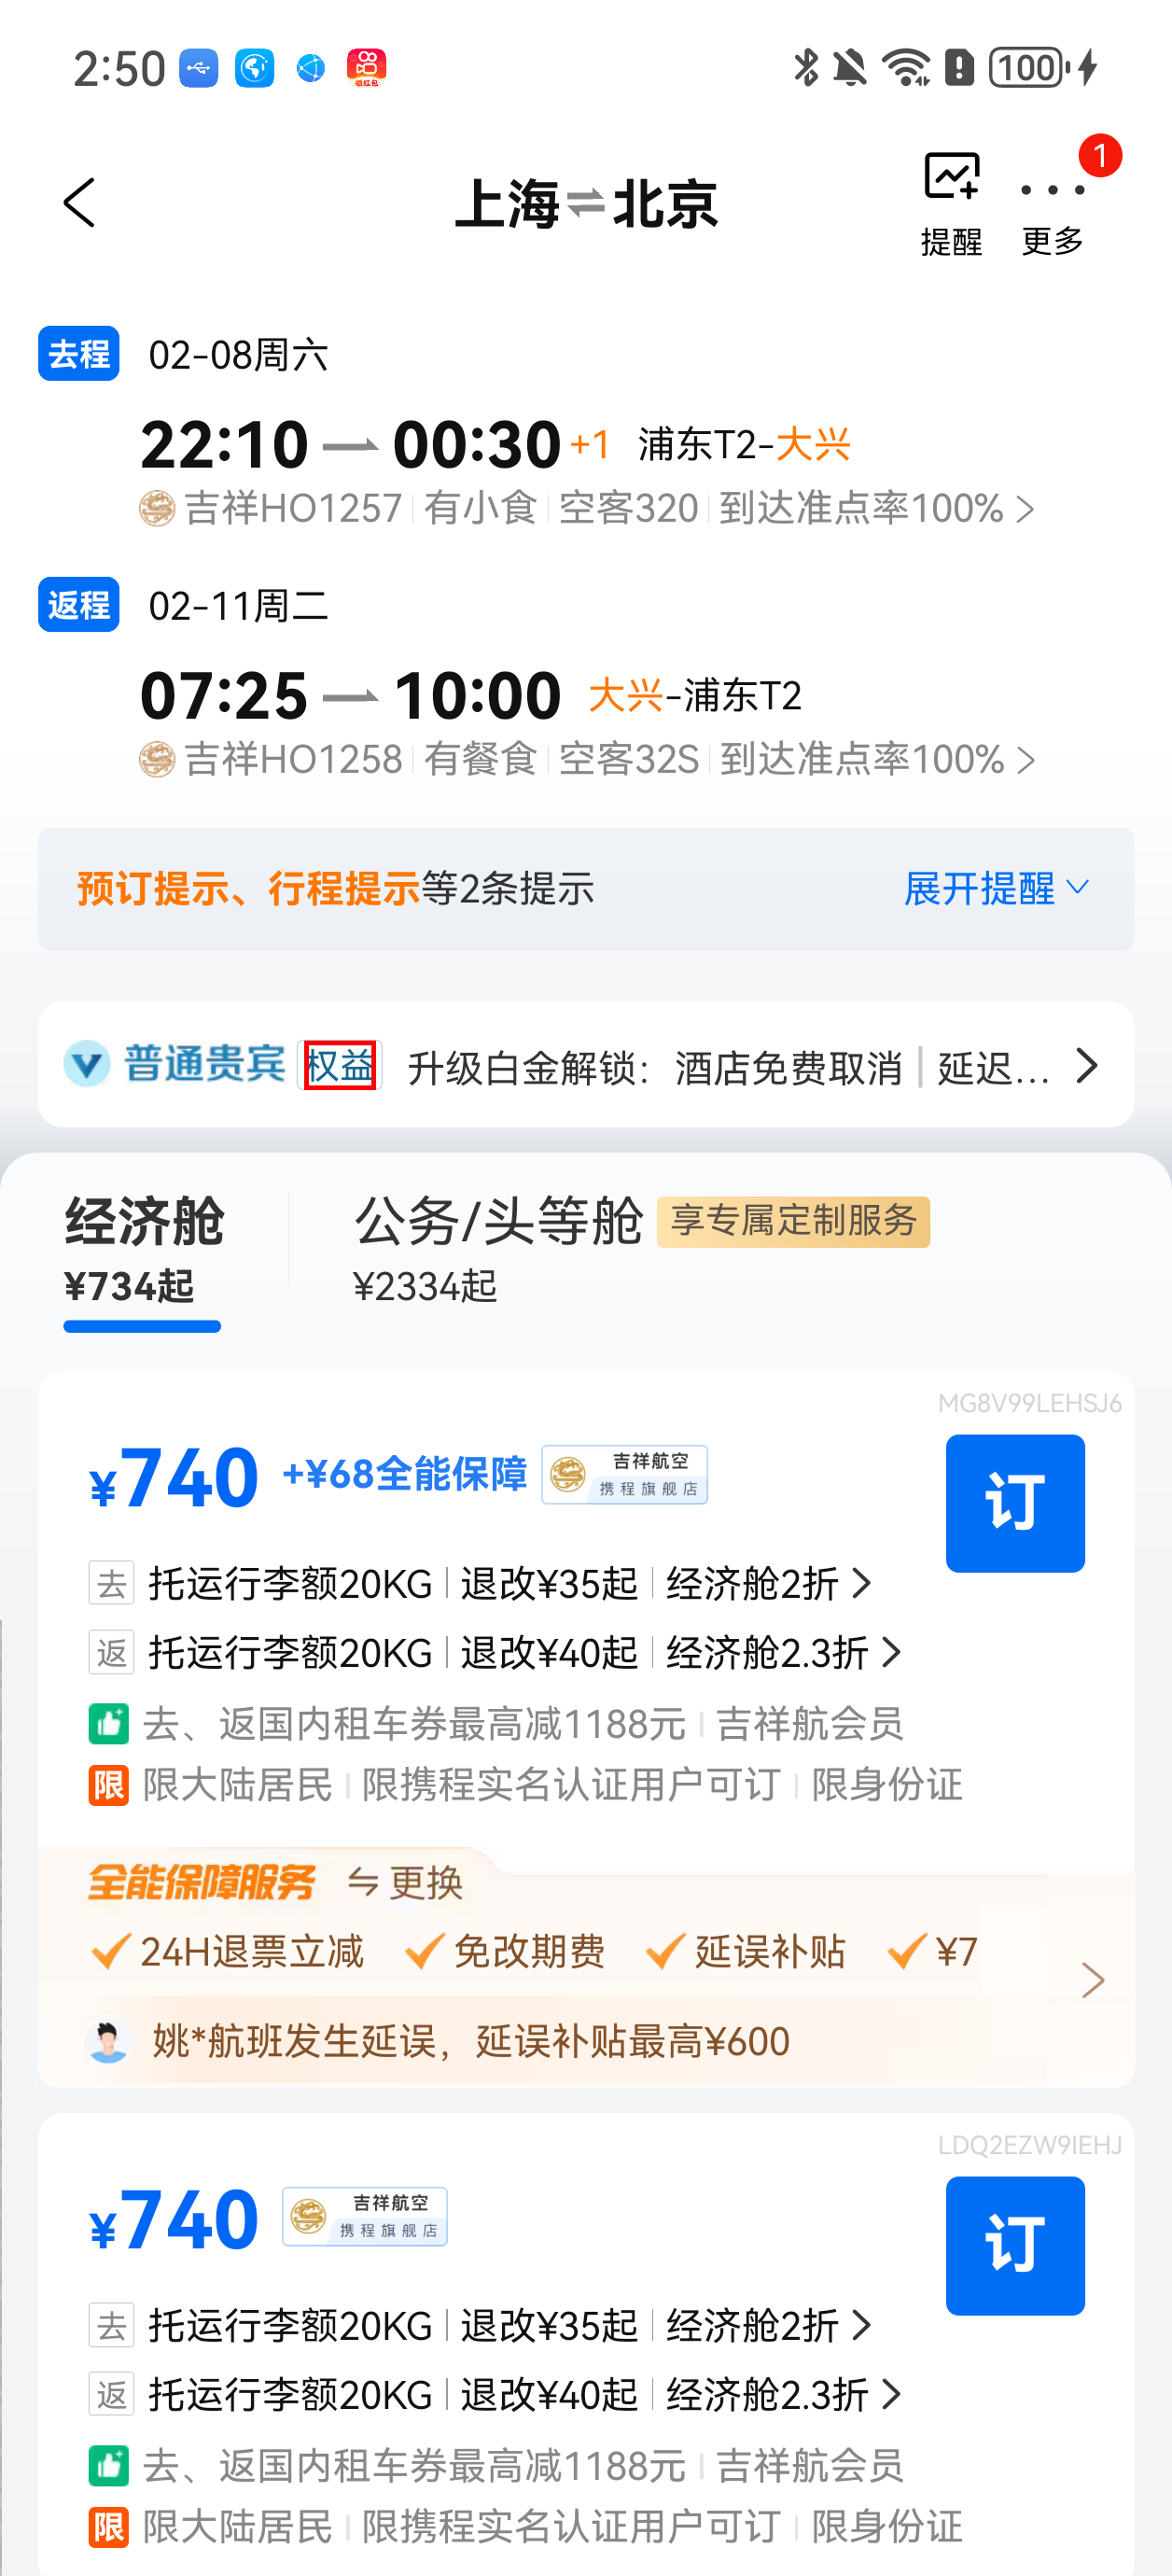 2:50
领红包
100
上海⇌北京
提醒
更多
1
去程 02-08周六
22:10 00:30 +1 浦东T2-大兴
吉祥HO1257 有小食 空客320 到达准点率100%
返程 02-11周二
07:25 10:00 大兴-浦东T2
吉祥HO1258 有餐食 空客32S 到达准点率100%
预订提示、行程提示等2条提示 展开提醒
普通贵宾 权益 升级白金解锁: 酒店免费取消 | 延迟...
经济舱
¥734起
公务/头等舱 享专属定制服务
¥2334起
MG8V99LEHSJ6
¥740 +¥68全能保障 吉祥航空 携程旗舰店
订
去 托运行李额20KG 退改¥35起 经济舱2折
返 托运行李额20KG 退改¥40起 经济舱2.3折
去、返国内租车券最高减1188元 吉祥航会员
限 限大陆居民 限携程实名认证用户可订 限身份证
全能保障服务 更换
24H退票立减 免改期费 延误补贴 ¥7
姚*航班发生延误, 延误补贴最高¥600
LDQ2EZW9IEHJ
¥740 吉祥航空 携程旗舰店
订
去 托运行李额20KG 退改¥35起 经济舱2折
返 托运行李额20KG 退改¥40起 经济舱2.3折
去、返国内租车券最高减1188元 吉祥航会员
限 限大陆居民 限携程实名认证用户可订 限身份证